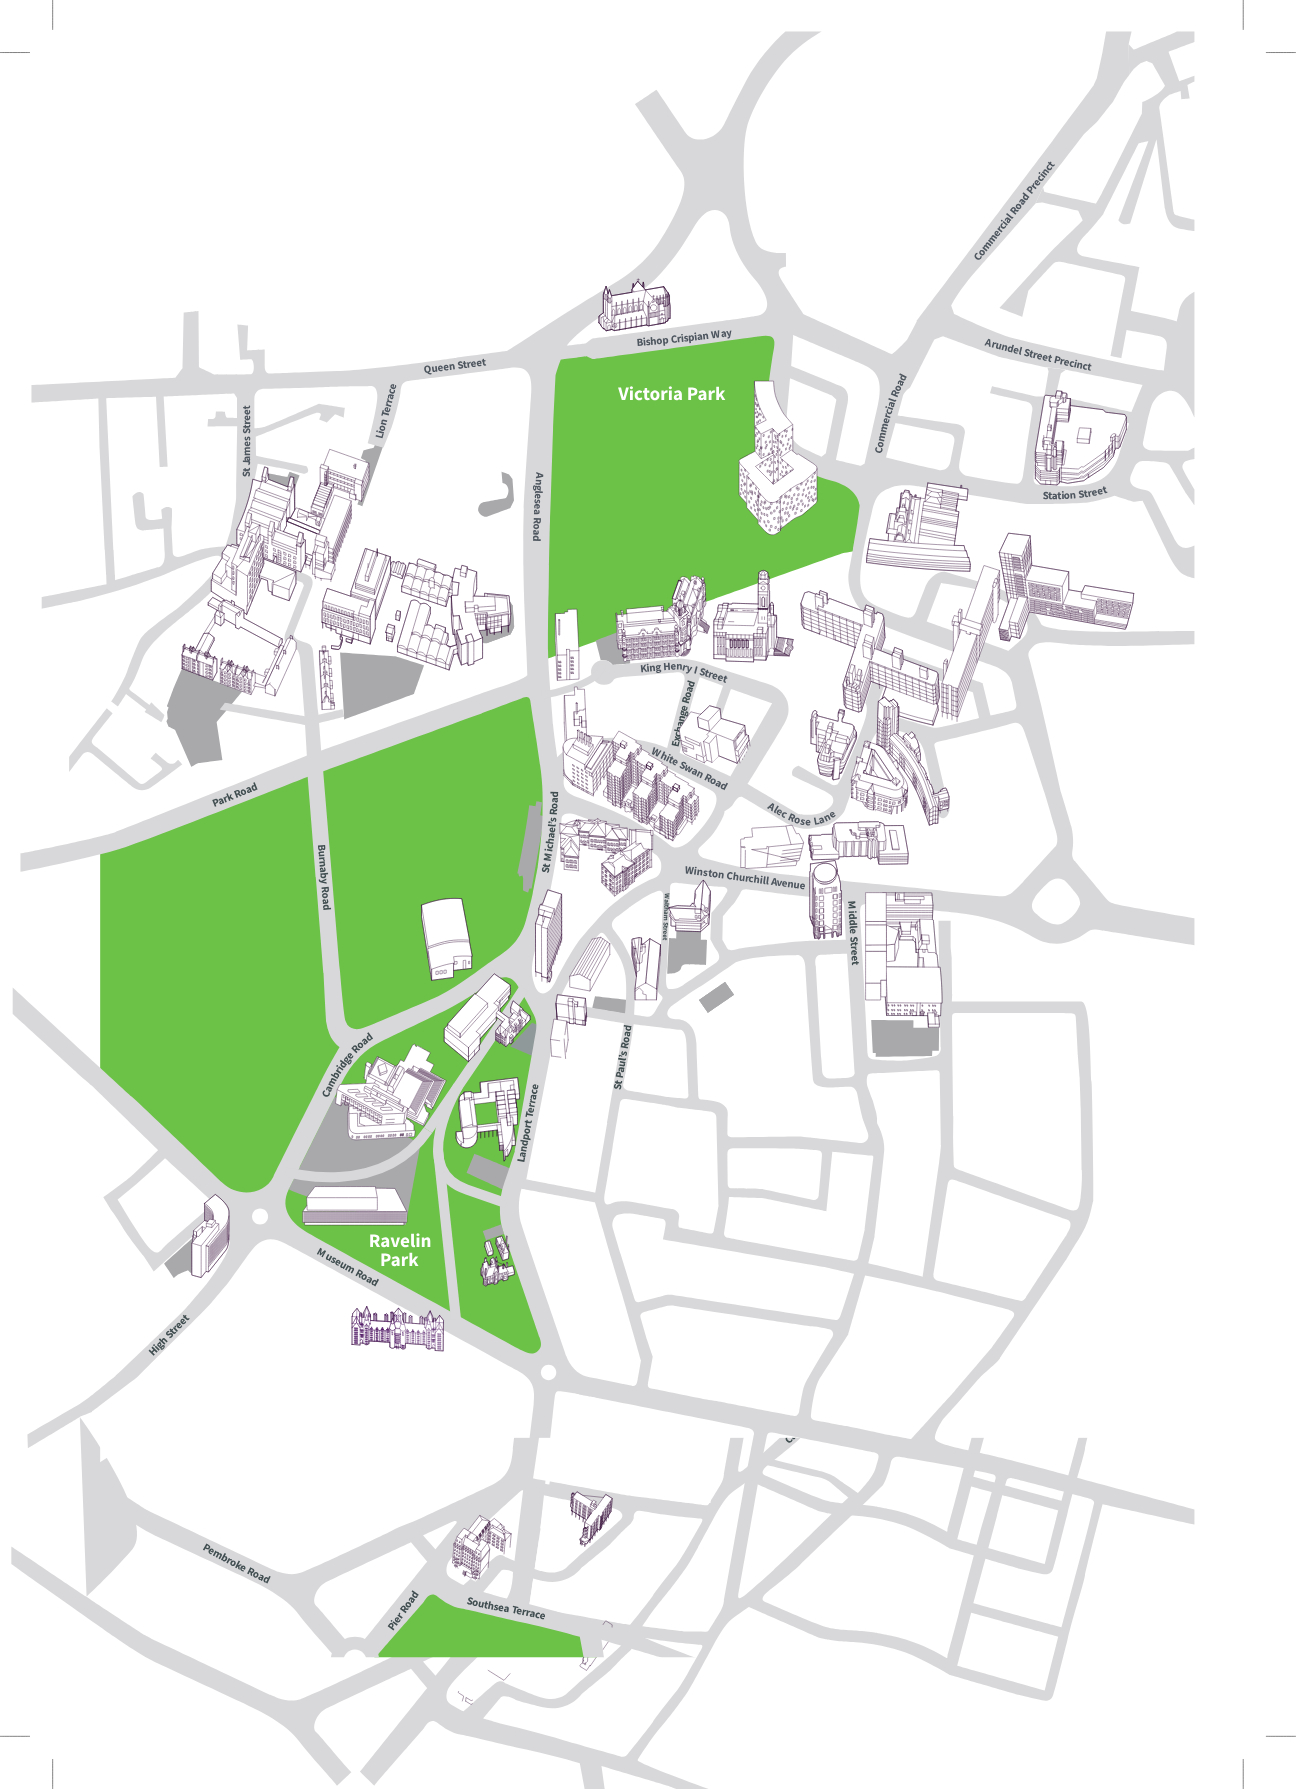 Commercial Road Precinct
Bishop Crispian Way
Arundel Street Precinct
Queen Street
Victoria Park
Commercial Road
Lion Terrace
St James Street
Station Street
Anglesea Road
King Henry I Street
Exchange Road
White Swan Road
Park Road
Alec Rose Lane
St Michael's Road
Burnaby Road
Winston Churchill Avenue
Waltham Street
Middle Street
Cambridge Road
St Paul's Road
Landport Terrace
Ravelin
Park
Museum Road
High Street
Pembroke Road
Pier Road
Southsea Terrace